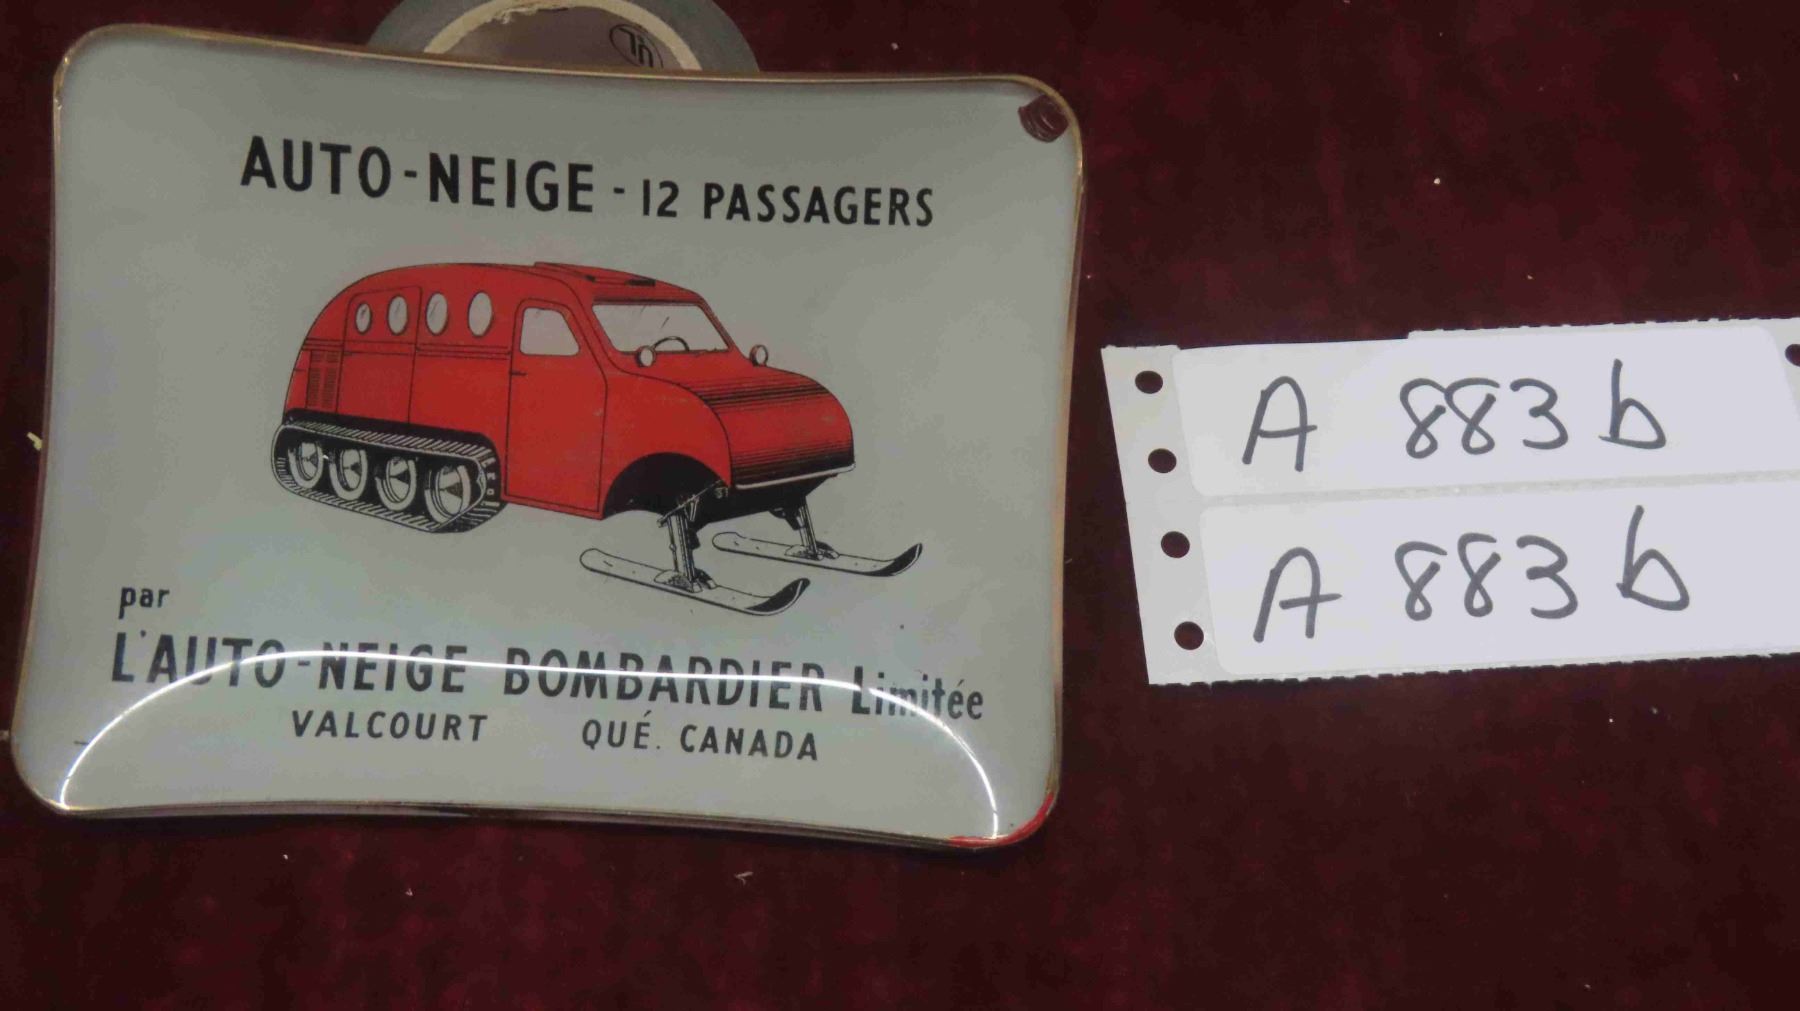 AUTO-NEIGE - 12 PASSAGERS
par
L'AUTO-NEIGE BOMBARDIER Limitée
VALCOURT QUÉ. CANADA
A 883 b
A 883 b